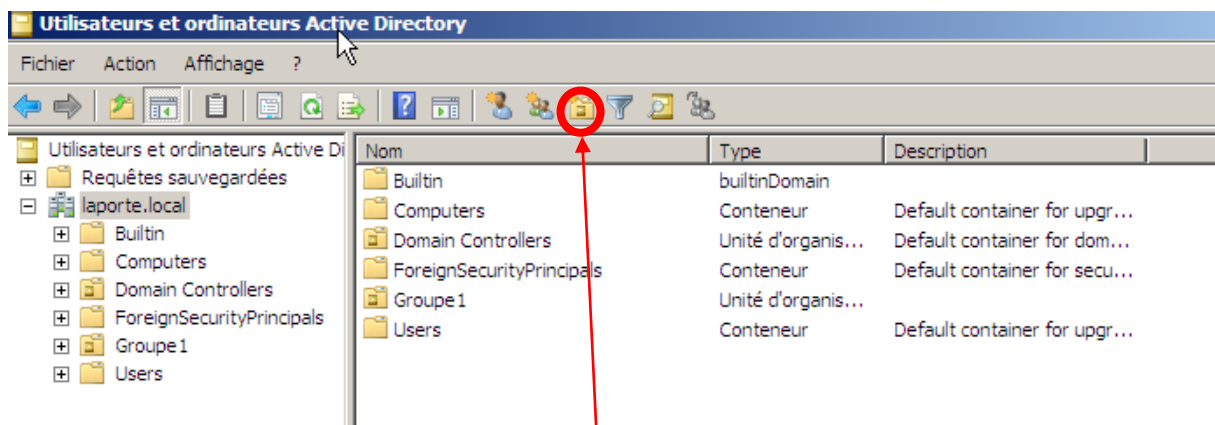 Utilisateurs et ordinateurs Active Directory
Fichier Action Affichage ?
Utilisateurs et ordinateurs Active Di
Requêtes sauvegardées
laporte.local
Builtin
Computers
Domain Controllers
ForeignSecurityPrincipals
Groupe1
Users
Nom Type Description
Builtin builtinDomain
Computers Conteneur Default container for upgr...
Domain Controllers Unité d'organis... Default container for dom...
ForeignSecurityPrincipals Conteneur Default container for secu...
Groupe1 Unité d'organis...
Users Conteneur Default container for upgr...